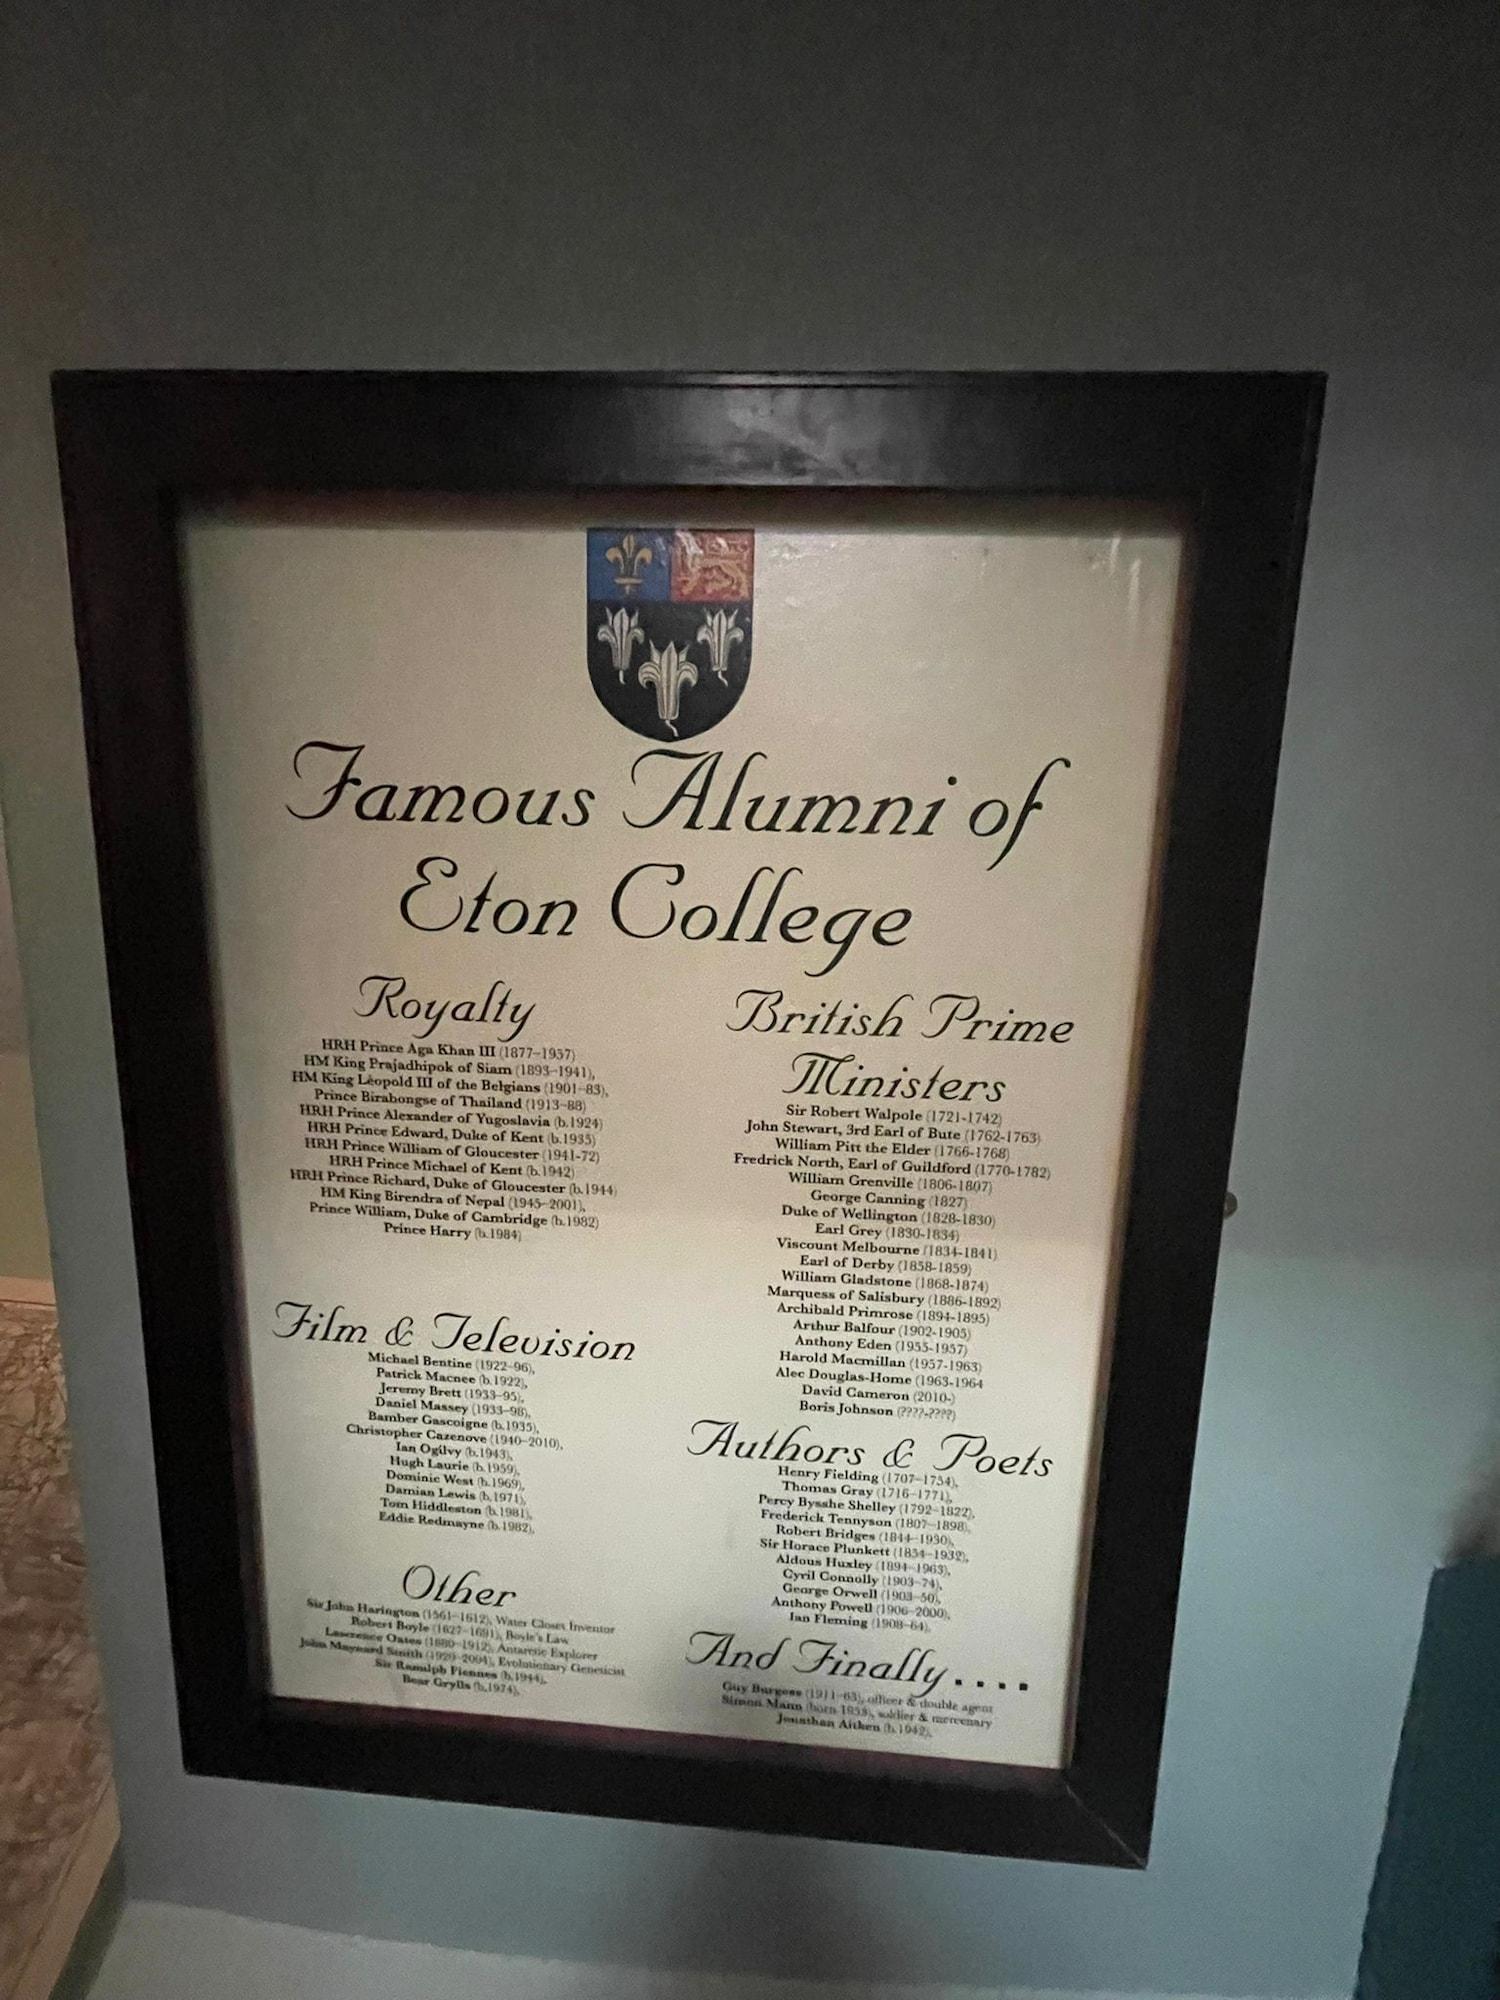 Famous Alumni of
Eton College
Royalty
HRH Prince Aga Khan III (1877–1957)
HM King Prajadhipok of Siam (1893–1941),
HM King Léopold III of the Belgians (1901–83),
Prince Birabongse of Thailand (1913–88)
HRH Prince Alexander of Yugoslavia (b.1924)
HRH Prince Edward, Duke of Kent (b.1935)
HRH Prince William of Gloucester (1941-72)
HRH Prince Michael of Kent (b.1942)
HRH Prince Richard, Duke of Gloucester (b.1944)
HM King Birendra of Nepal (1945–2001),
Prince William, Duke of Cambridge (b.1982)
Prince Harry (b.1984)
Film & Television
Michael Bentine (1922–96),
Patrick Macnee (b.1922),
Jeremy Brett (1933–95),
Daniel Massey (1933–98),
Bamber Gascoigne (b.1935),
Christopher Cazenove (1940–2010),
Ian Ogilvy (b.1943),
Hugh Laurie (b.1959),
Dominic West (b.1969),
Damian Lewis (b.1971),
Tom Hiddleston (b.1981),
Eddie Redmayne (b.1982),
Other
Sir John Harington (1561–1612), Water Closet Inventor
Robert Boyle (1627–1691), Boyle's Law
Lawrence Oates (1880–1912), Antarctic Explorer
John Maynard Smith (1920–2004), Evolutionary Geneticist
Sir Ranulph Fiennes (b.1944),
Bear Grylls (b.1974),
British Prime
Ministers
Sir Robert Walpole (1721-1742)
John Stewart, 3rd Earl of Bute (1762-1763)
William Pitt the Elder (1766-1768)
Fredrick North, Earl of Guildford (1770-1782)
William Grenville (1806-1807)
George Canning (1827)
Duke of Wellington (1828-1830)
Earl Grey (1830-1834)
Viscount Melbourne (1834-1841)
Earl of Derby (1858-1859)
William Gladstone (1868-1874)
Marquess of Salisbury (1886-1892)
Archibald Primrose (1894-1895)
Arthur Balfour (1902-1905)
Anthony Eden (1955-1957)
Harold Macmillan (1957-1963)
Alec Douglas-Home (1963-1964
David Cameron (2010-)
Boris Johnson (????-????)
Authors & Poets
Henry Fielding (1707–1754),
Thomas Gray (1716–1771),
Percy Bysshe Shelley (1792–1822),
Frederick Tennyson (1807–1898),
Robert Bridges (1844–1930),
Sir Horace Plunkett (1854–1932),
Aldous Huxley (1894–1963),
Cyril Connolly (1903–74),
George Orwell (1903–50),
Anthony Powell (1906–2000),
Ian Fleming (1908–64),
And Finally....
Guy Burgess (1911–63), officer & double agent
Simon Mann (born 1953), soldier & mercenary
Jonathan Aitken (b.1942),